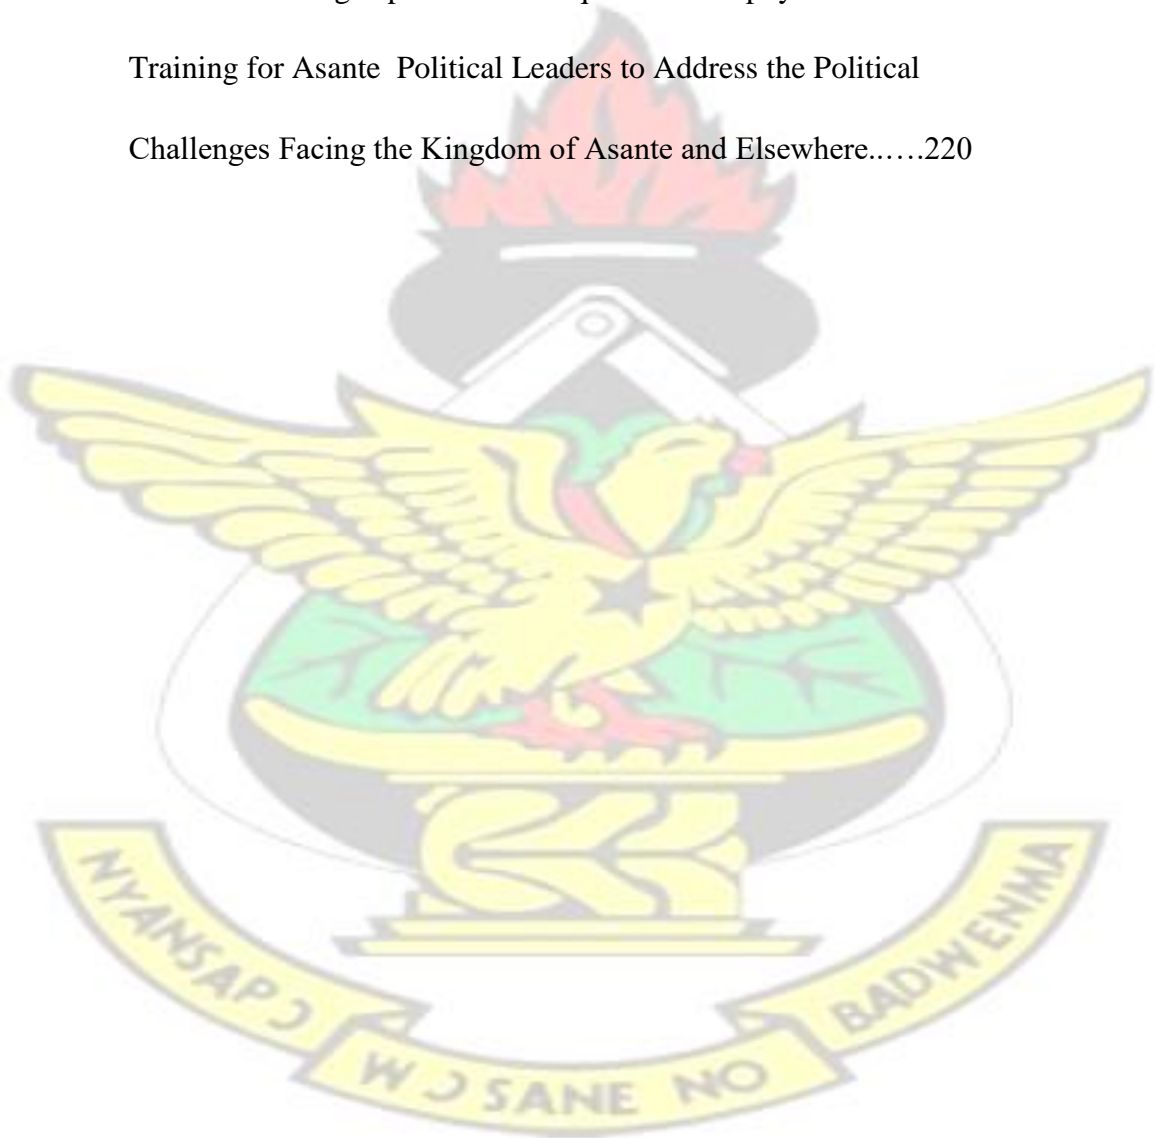 Training for Asante  Political Leaders to Address the Political
Challenges Facing the Kingdom of Asante and Elsewhere..….220
NYANSAPƆ
WƆSANE NO
BADWENMA